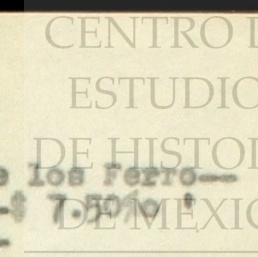 CENTRO
ESTUDIO
DE HISTO
e los Ferro--
-$ 7.50%o "
DE MEXIC